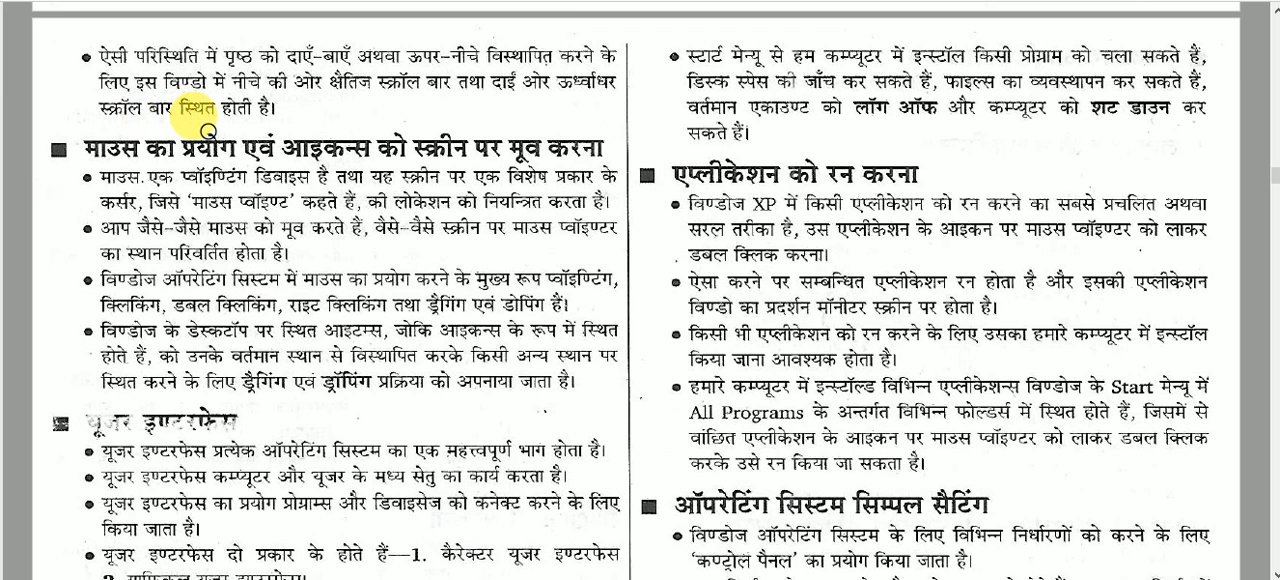 • ऐसी परिस्थिति में पृष्ठ को दाएँ-बाएँ अथवा ऊपर-नीचे विस्थापित करने के
लिए इस विण्डो में नीचे की ओर क्षैतिज स्क्रॉल बार तथा दाईं ओर ऊर्ध्वाधर
स्क्रॉल बार स्थित होती है।
■ माउस का प्रयोग एवं आइकन्स को स्क्रीन पर मूव करना
• माउस एक प्वॉइण्टिंग डिवाइस है तथा यह स्क्रीन पर एक विशेष प्रकार के
कर्सर, जिसे ‘माउस प्वॉइण्ट’ कहते हैं, की लोकेशन को नियन्त्रित करता है।
• आप जैसे-जैसे माउस को मूव करते हैं, वैसे-वैसे स्क्रीन पर माउस प्वॉइण्टर
का स्थान परिवर्तित होता है।
• विण्डोज ऑपरेटिंग सिस्टम में माउस का प्रयोग करने के मुख्य रूप प्वॉइण्टिंग,
क्लिकिंग, डबल क्लिकिंग, राइट क्लिकिंग तथा ड्रैगिंग एवं डोपिंग हैं।
• विण्डोज के डेस्कटॉप पर स्थित आइटम्स, जोकि आइकन्स के रूप में स्थित
होते हैं, को उनके वर्तमान स्थान से विस्थापित करके किसी अन्य स्थान पर
स्थित करने के लिए ड्रैगिंग एवं ड्रॉपिंग प्रक्रिया को अपनाया जाता है।
■ यूजर इण्टरफेस
• यूजर इण्टरफेस प्रत्येक ऑपरेटिंग सिस्टम का एक महत्त्वपूर्ण भाग होता है।
• यूजर इण्टरफेस कम्प्यूटर और यूजर के मध्य सेतु का कार्य करता है।
• यूजर इण्टरफेस का प्रयोग प्रोग्राम्स और डिवाइसेज को कनेक्ट करने के लिए
किया जाता है।
• यूजर इण्टरफेस दो प्रकार के होते हैं—1. कैरेक्टर यूजर इण्टरफेस
• स्टार्ट मेन्यू से हम कम्प्यूटर में इन्स्टॉल किसी प्रोग्राम को चला सकते हैं,
डिस्क स्पेस की जाँच कर सकते हैं, फाइल्स का व्यवस्थापन कर सकते हैं,
वर्तमान एकाउण्ट को लॉग ऑफ और कम्प्यूटर को शट डाउन कर
सकते हैं।
■ एप्लीकेशन को रन करना
• विण्डोज XP में किसी एप्लीकेशन को रन करने का सबसे प्रचलित अथवा
सरल तरीका है, उस एप्लीकेशन के आइकन पर माउस प्वॉइण्टर को लाकर
डबल क्लिक करना।
• ऐसा करने पर सम्बन्धित एप्लीकेशन रन होता है और इसकी एप्लीकेशन
विण्डो का प्रदर्शन मॉनीटर स्क्रीन पर होता है।
• किसी भी एप्लीकेशन को रन करने के लिए उसका हमारे कम्प्यूटर में इन्स्टॉल
किया जाना आवश्यक होता है।
• हमारे कम्प्यूटर में इन्स्टॉल्ड विभिन्न एप्लीकेशन्स विण्डोज के Start मेन्यू में
All Programs के अन्तर्गत विभिन्न फोल्डर्स में स्थित होते हैं, जिसमें से
वांछित एप्लीकेशन के आइकन पर माउस प्वॉइण्टर को लाकर डबल क्लिक
करके उसे रन किया जा सकता है।
■ ऑपरेटिंग सिस्टम सिम्पल सैटिंग
• विण्डोज ऑपरेटिंग सिस्टम के लिए विभिन्न निर्धारणों को करने के लिए
‘कण्ट्रोल पैनल’ का प्रयोग किया जाता है।